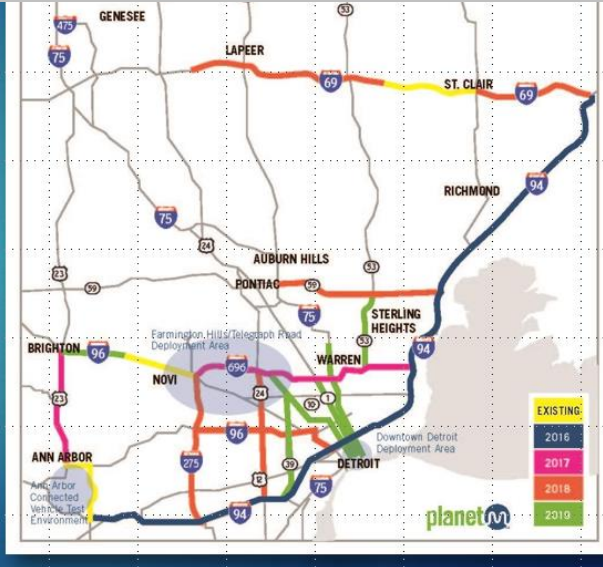 53
GENESEE
475
75
LAPEER
69
ST. CLAIR
69
RICHMOND
94
75
24
AUBURN HILLS
23
59
PONTIAC
59
53
75
STERLING
HEIGHTS
Farmington Hills/Telegraph Road
Deployment Area
BRIGHTON
96
53
94
WARREN
696
NOVI
23
24
10
1
EXISTING
96
2016
Downtown Detroit
Deployment Area
ANN ARBOR
275
39
DETROIT
2017
Ann Arbor
Connected
Vehicle Test
Environment
12
75
2018
94
planet M
2010